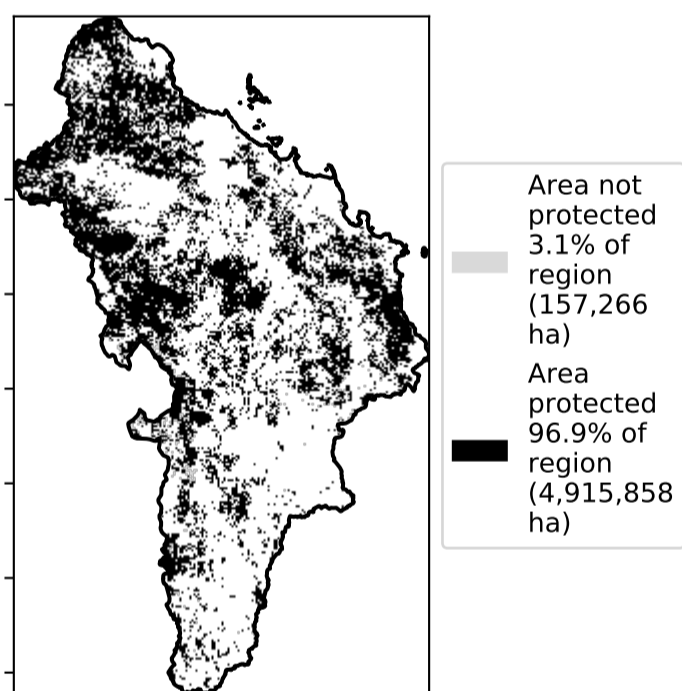 Area not
protected
3.1% of
region
(157,266
ha)
Area
protected
96.9% of
region
(4,915,858
ha)